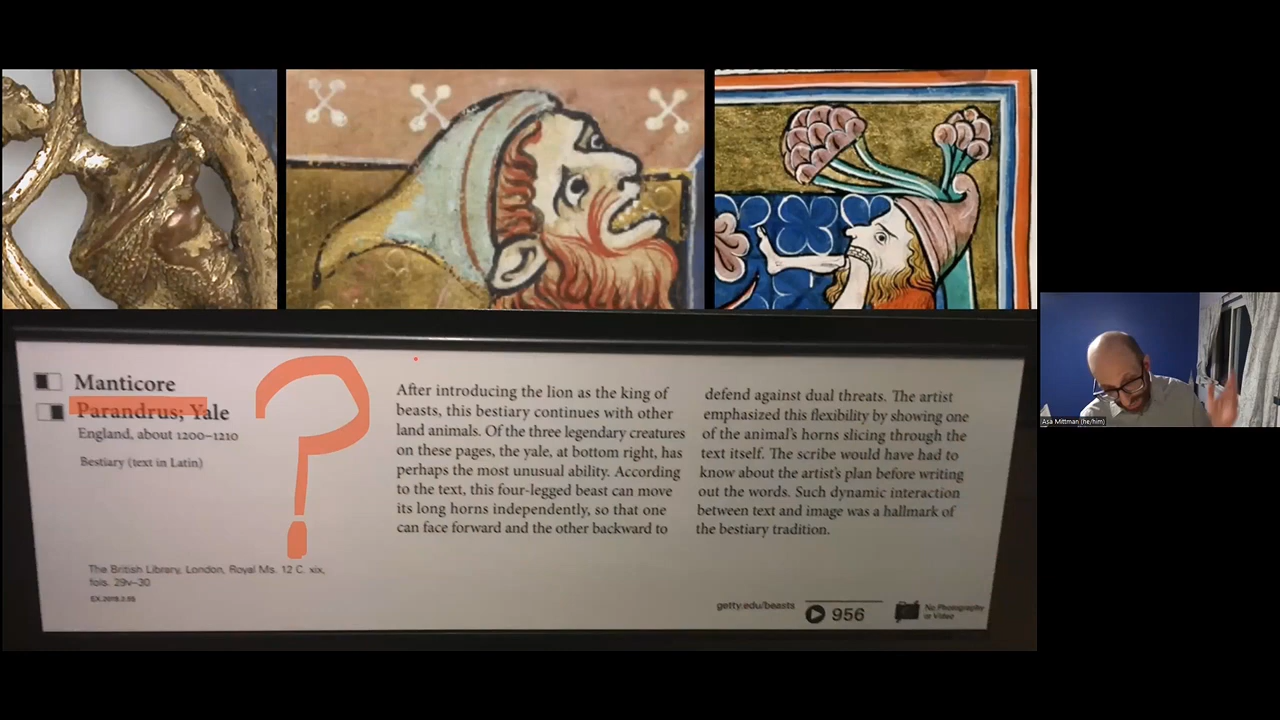 Manticore
Parandrus; Yale
England, about 1200–1210
Bestiary (text in Latin)
The British Library, London, Royal Ms. 12 C. xix,
fols. 29v–30
EX.2019.2.55
After introducing the lion as the king of
beasts, this bestiary continues with other
land animals. Of the three legendary creatures
on these pages, the yale, at bottom right, has
perhaps the most unusual ability. According
to the text, this four-legged beast can move
its long horns independently, so that one
can face forward and the other backward to
defend against dual threats. The artist
emphasized this flexibility by showing one
of the animal's horns slicing through the
text itself. The scribe would have had to
know about the artist's plan before writing
out the words. Such dynamic interaction
between text and image was a hallmark of
the bestiary tradition.
getty.edu/beasts
956
No Photography
or Video
?
Asa Mittman (he/him)